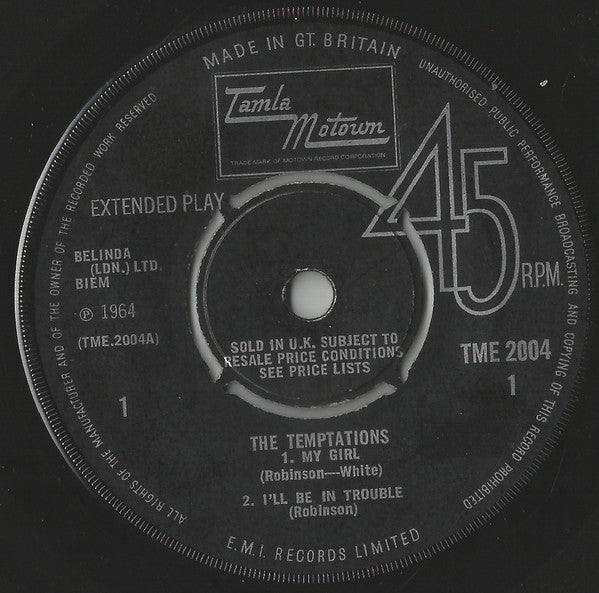 MADE IN GT. BRITAIN
UNAUTHORISED PUBLIC PERFORMANCE BROADCASTING AND COPYING OF THIS RECORD PROHIBITED
ALL RIGHTS OF THE MANUFACTURER AND OF THE OWNER OF THE RECORDED WORK RESERVED
Tamla
Motown
TRADE MARK OF MOTOWN RECORD CORPORATION
45
R.P.M.
EXTENDED PLAY
BELINDA
(LDN.) LTD.
BIEM
℗ 1964
(TME.2004A)
SOLD IN U.K. SUBJECT TO
RESALE PRICE CONDITIONS
SEE PRICE LISTS
TME 2004
1
1
THE TEMPTATIONS
1. MY GIRL
(Robinson—White)
2. I'LL BE IN TROUBLE
(Robinson)
E.M.I. RECORDS LIMITED